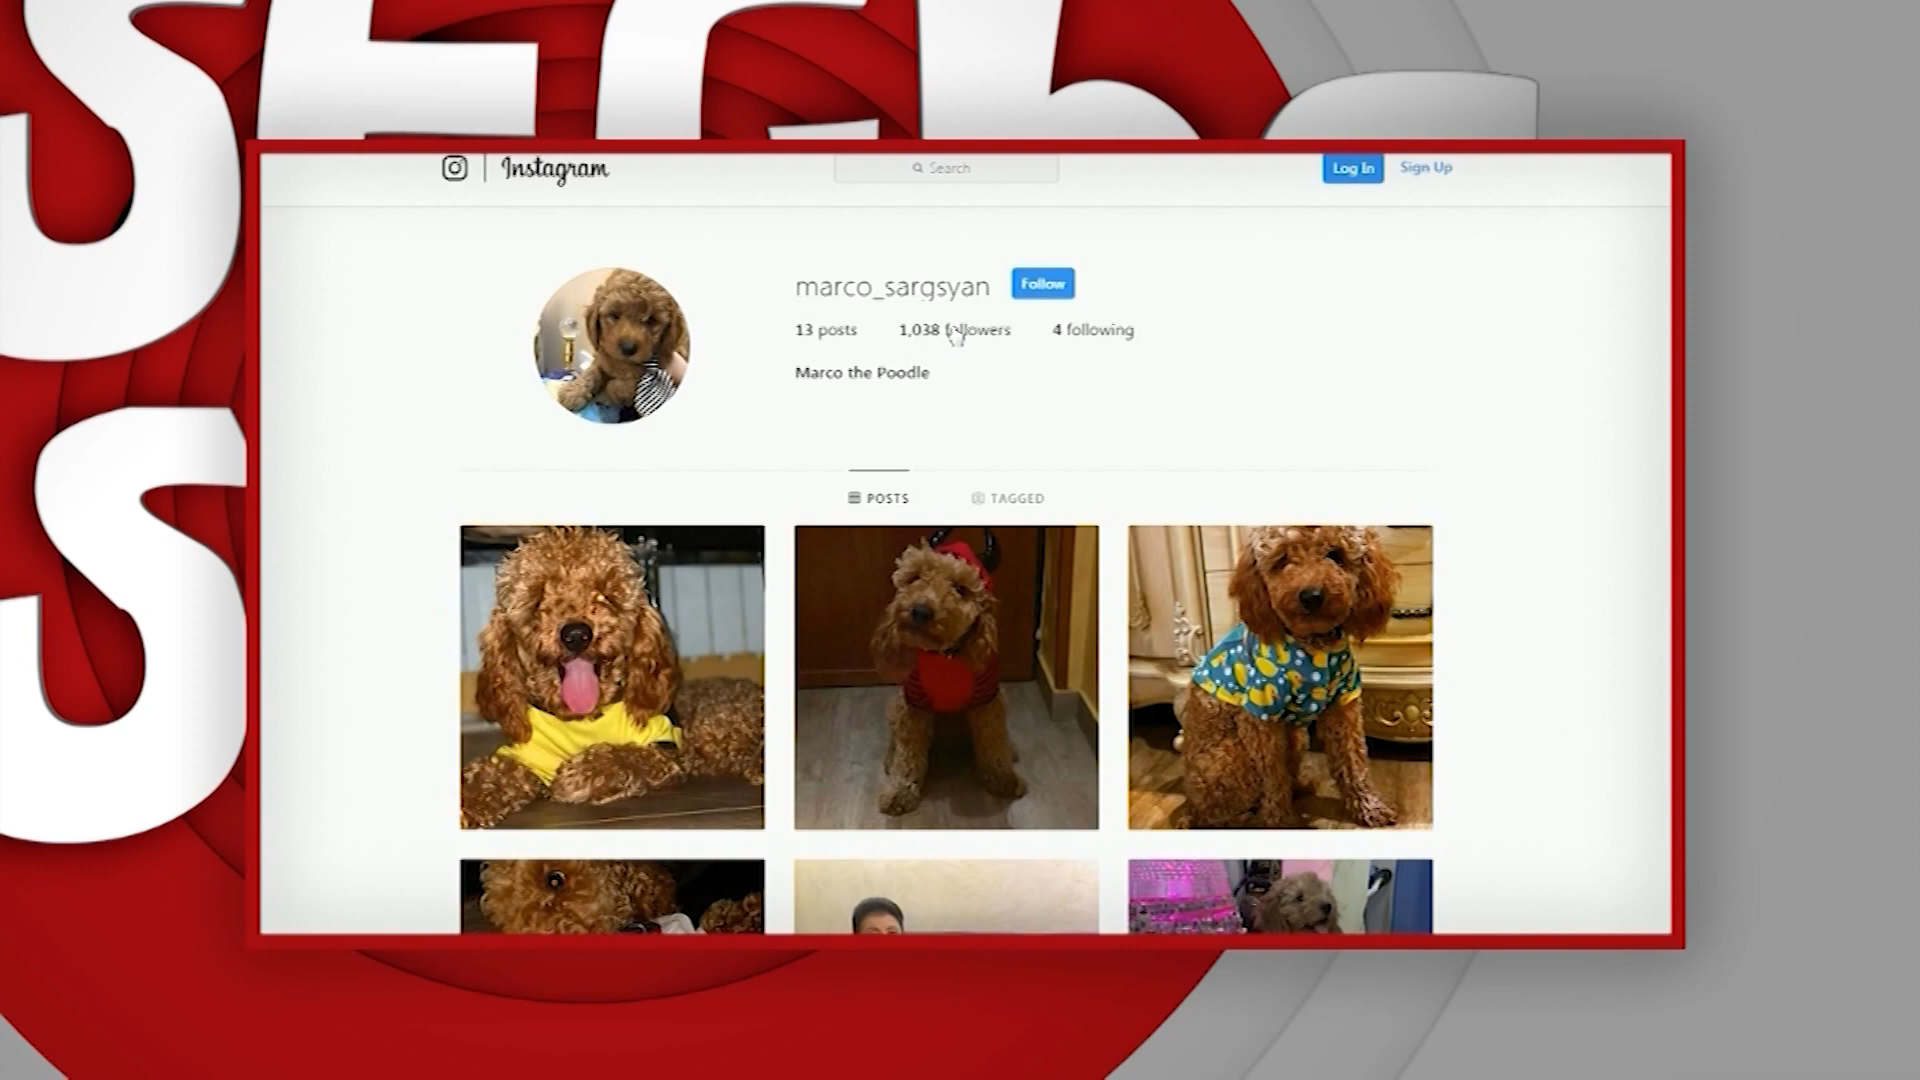 Instagram
Search
Log In
Sign Up
marco_sargsyan
Follow
13 posts
1,038 followers
4 following
Marco the Poodle
POSTS
TAGGED